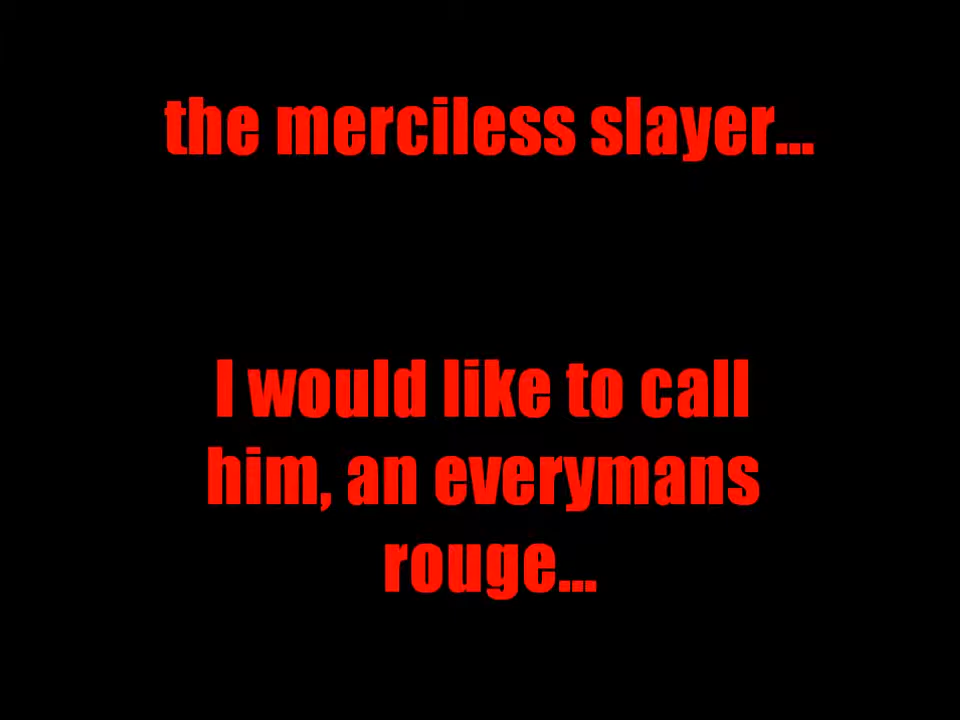 the merciless slayer...
I would like to call
him, an everymans
rouge...